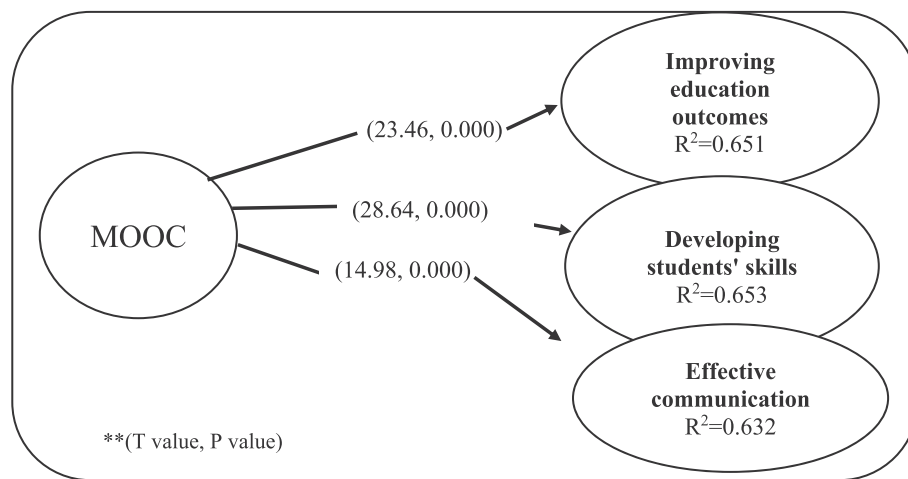 Improving
education
outcomes
R²=0.651
(23.46, 0.000)
(28.64, 0.000)
MOOC
Developing
students' skills
R²=0.653
(14.98, 0.000)
Effective
communication
R²=0.632
**(T value, P value)